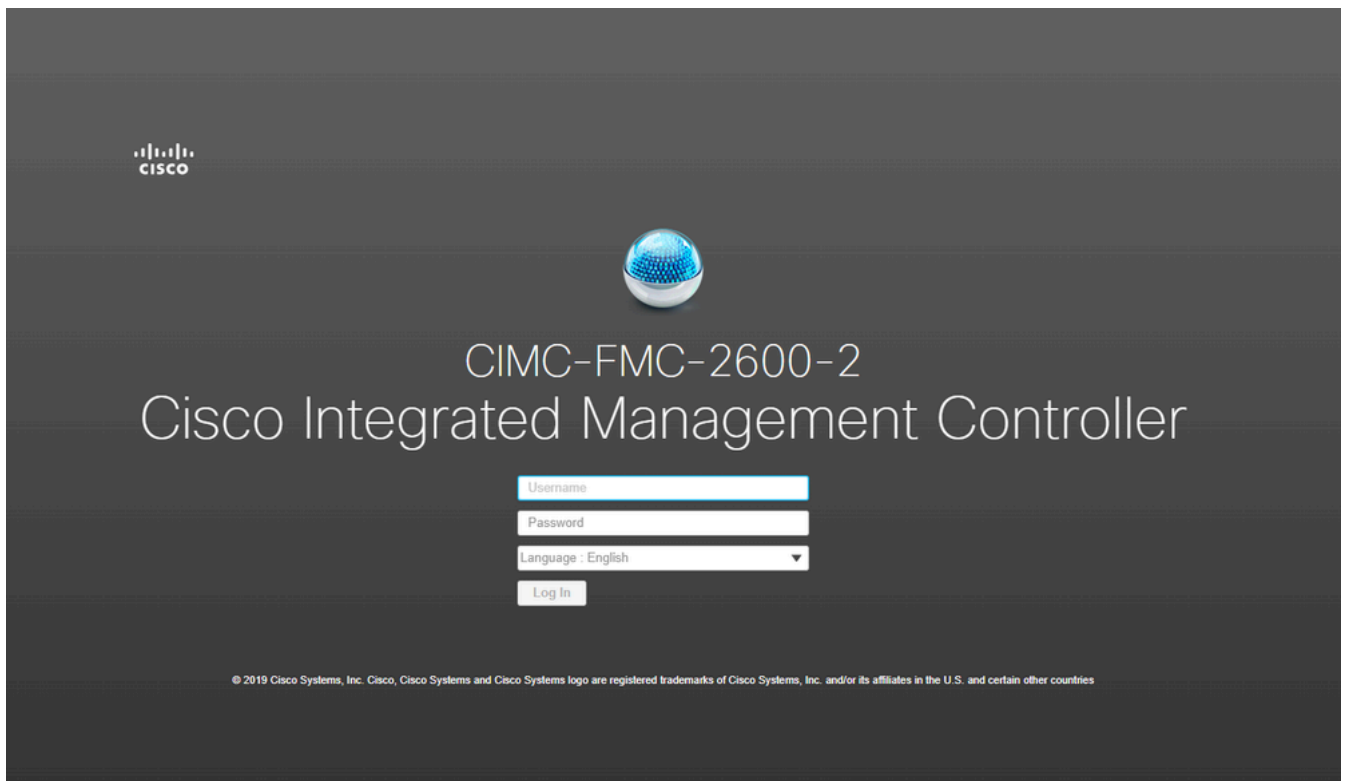 CISCO
CIMC-FMC-2600-2
Cisco Integrated Management Controller
Username
Password
Language : English
Log In
© 2019 Cisco Systems, Inc. Cisco, Cisco Systems and Cisco Systems logo are registered trademarks of Cisco Systems, Inc. and/or its affiliates in the U.S. and certain other countries